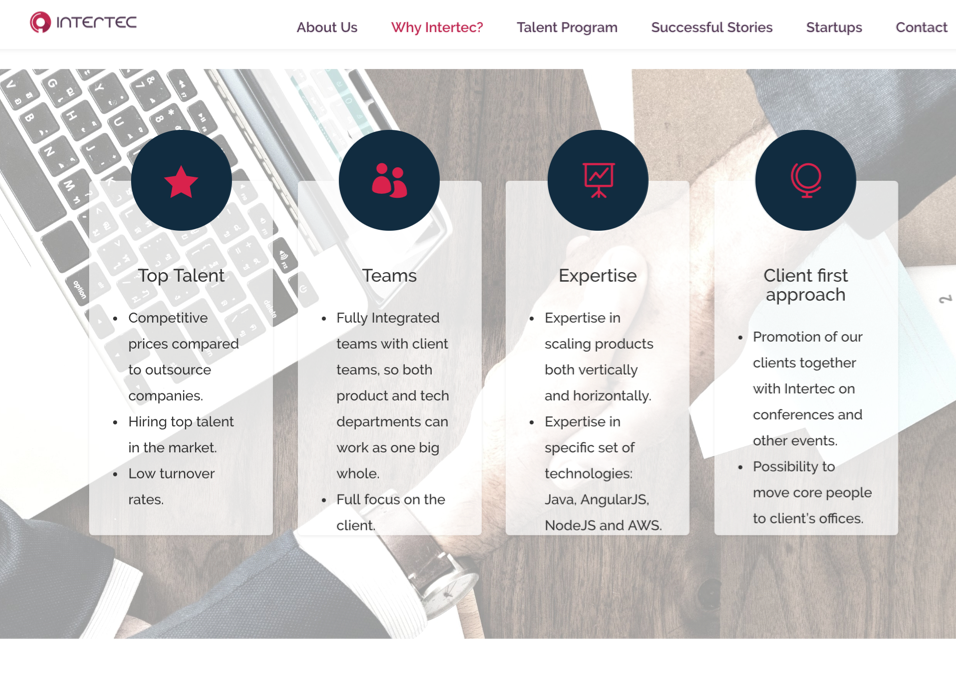 INTERTEC
About Us
Why Intertec?
Talent Program
Successful Stories
Startups
Contact
Top Talent
• Competitive
prices compared
to outsource
companies.
• Hiring top talent
in the market.
• Low turnover
rates.
Teams
• Fully Integrated
teams with client
teams, so both
product and tech
departments can
work as one big
whole.
• Full focus on the
client.
Expertise
• Expertise in
scaling products
both vertically
and horizontally.
• Expertise in
specific set of
technologies:
Java, AngularJS,
NodeJS and AWS.
Client first
approach
• Promotion of our
clients together
with Intertec on
conferences and
other events.
• Possibility to
move core people
to client's offices.
option